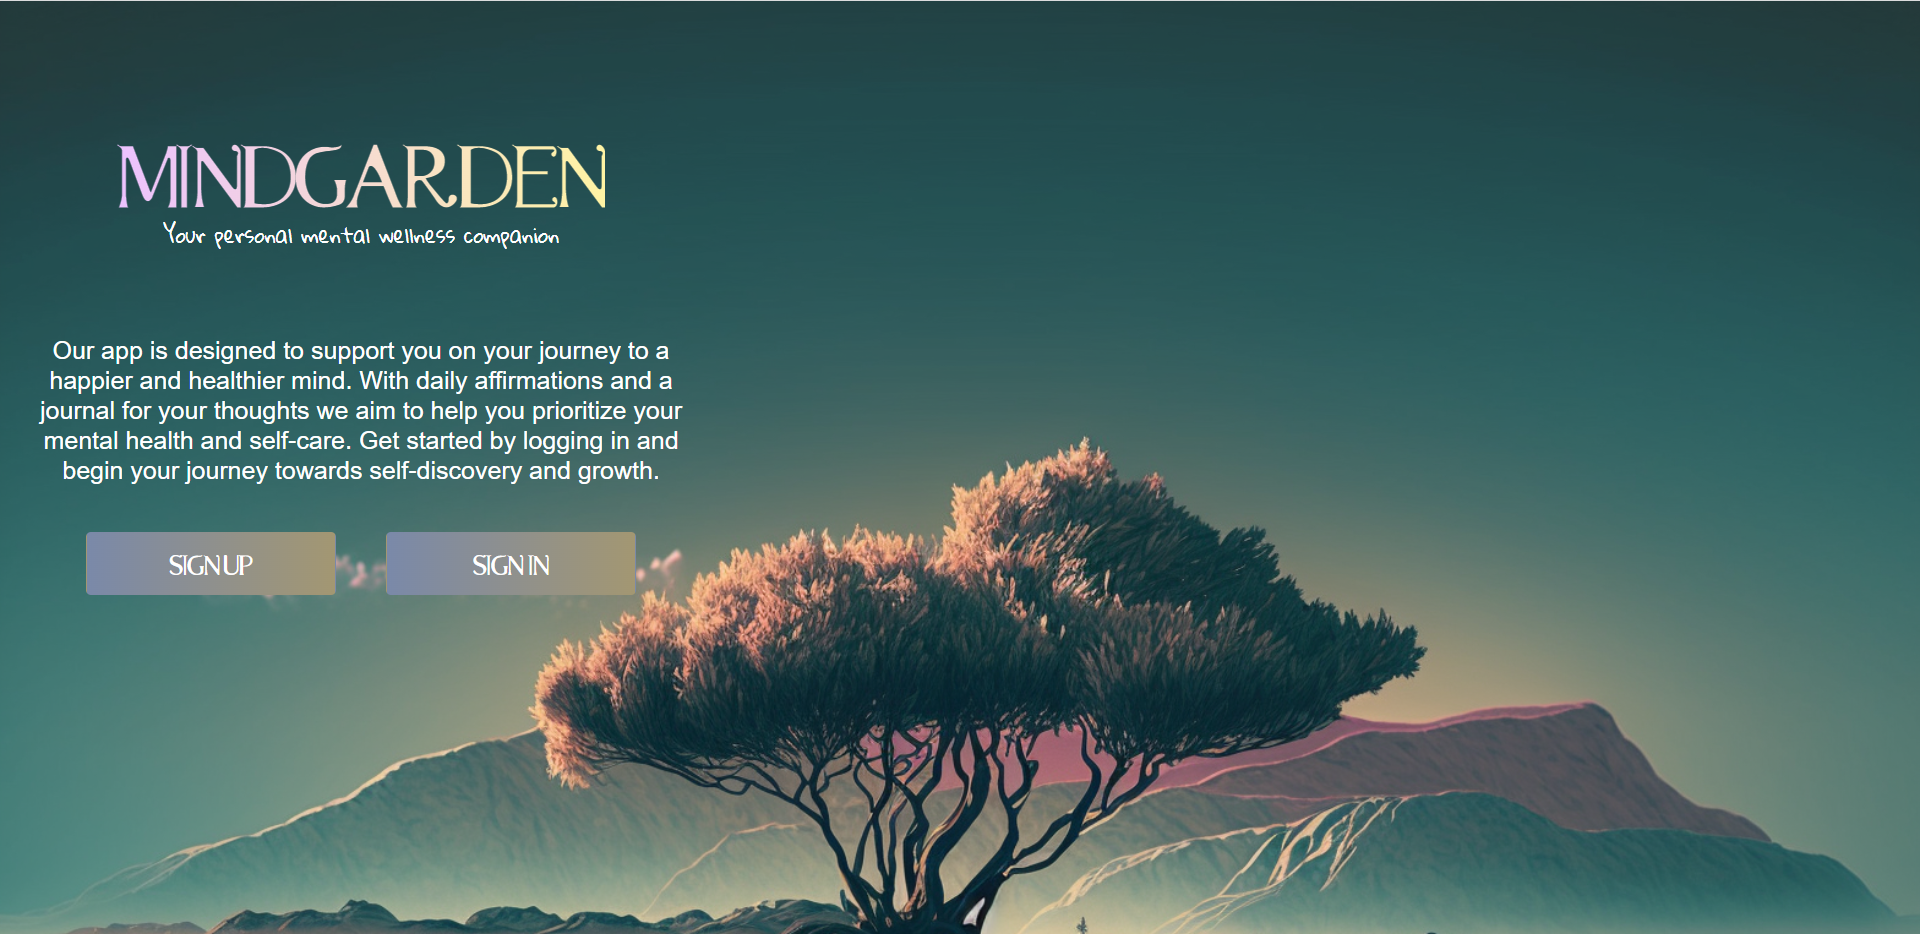 MINDGARDEN
Your personal mental wellness companion
Our app is designed to support you on your journey to a
happier and healthier mind. With daily affirmations and a
journal for your thoughts we aim to help you prioritize your
mental health and self-care. Get started by logging in and
begin your journey towards self-discovery and growth.
SIGN UP SIGN IN